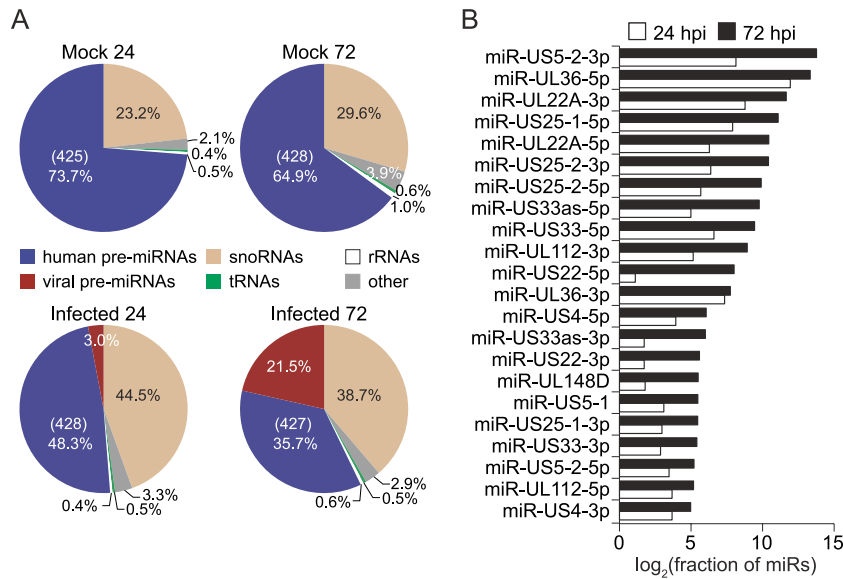 A
Mock 24
23.2%
2.1%
0.4%
0.5%
(425)
73.7%
Mock 72
29.6%
3.9%
0.6%
1.0%
(428)
64.9%
human pre-miRNAs
snoRNAs
rRNAs
viral pre-miRNAs
tRNAs
other
Infected 24
3.0%
44.5%
(428)
48.3%
3.3%
0.5%
0.4%
Infected 72
21.5%
38.7%
(427)
35.7%
2.9%
0.5%
0.6%
B
24 hpi
72 hpi
miR-US5-2-3p
miR-UL36-5p
miR-UL22A-3p
miR-US25-1-5p
miR-UL22A-5p
miR-US25-2-3p
miR-US25-2-5p
miR-US33as-5p
miR-US33-5p
miR-UL112-3p
miR-US22-5p
miR-UL36-3p
miR-US4-5p
miR-US33as-3p
miR-US22-3p
miR-UL148D
miR-US5-1
miR-US25-1-3p
miR-US33-3p
miR-US5-2-5p
miR-UL112-5p
miR-US4-3p
0 5 10 15
log2(fraction of miRs)